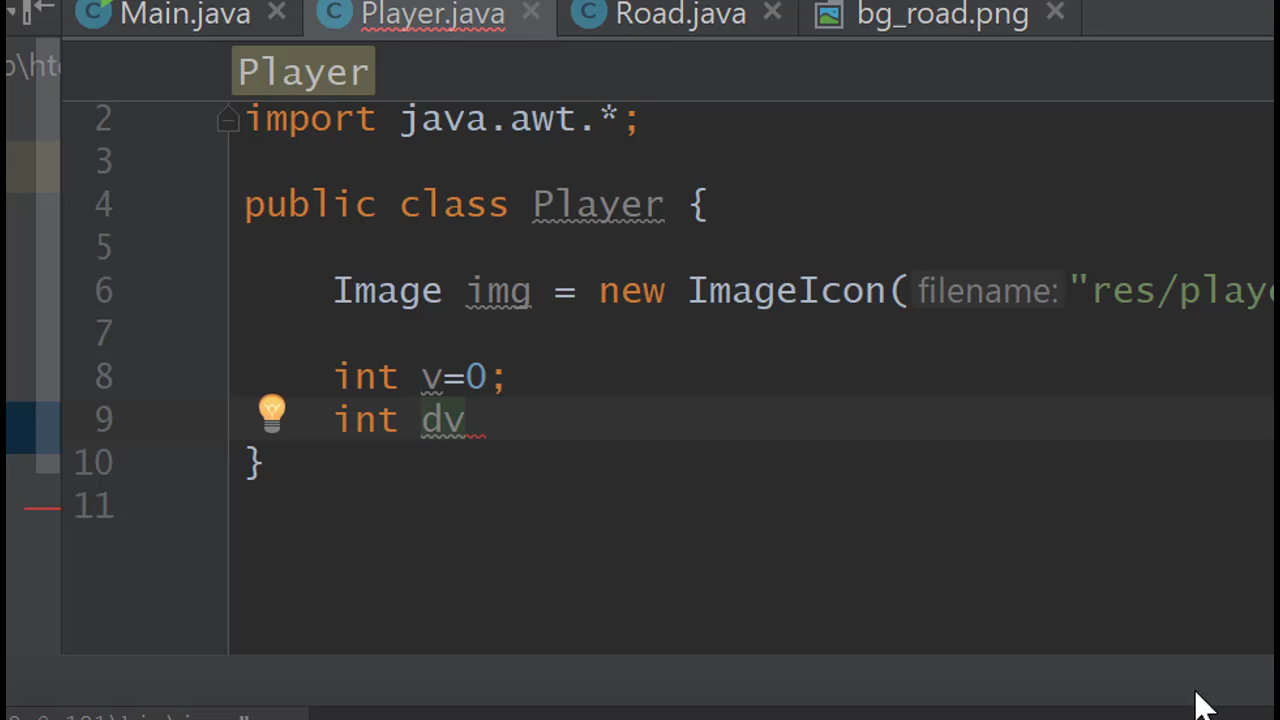 Main.java Player.java Road.java bg_road.png
Player
2 import java.awt.*;
3
4 public class Player {
5
6 Image img = new ImageIcon( filename: "res/playe
7
8 int v=0;
9 int dv
10 }
11